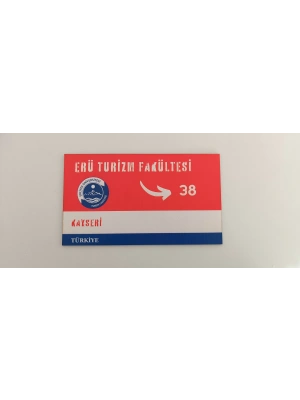 ERÜ TURİZM FAKÜLTESİ
38
KAYSERİ
TÜRKİYE